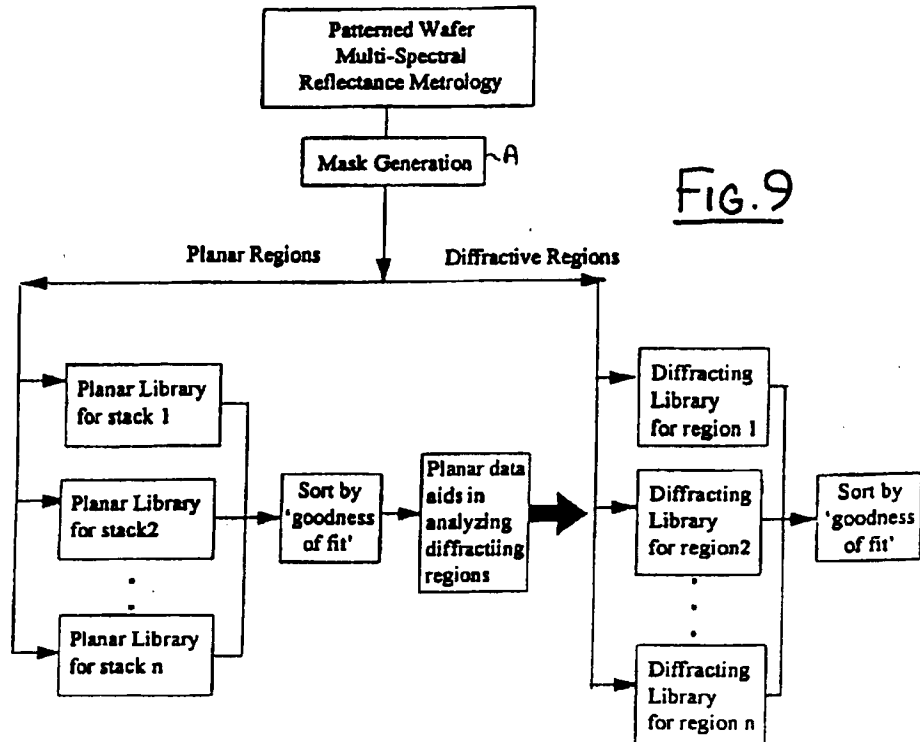 Patterned Wafer
Multi-Spectral
Reflectance Metrology
Mask Generation
A
FIG. 9
Planar Regions
Diffractive Regions
Planar Library
for stack 1
Planar Library
for stack2
Planar Library
for stack n
Sort by
'goodness
of fit'
Planar data
aids in
analyzing
diffractiing
regions
Diffracting
Library
for region 1
Diffracting
Library
for region2
Diffracting
Library
for region n
Sort by
'goodness
of fit'